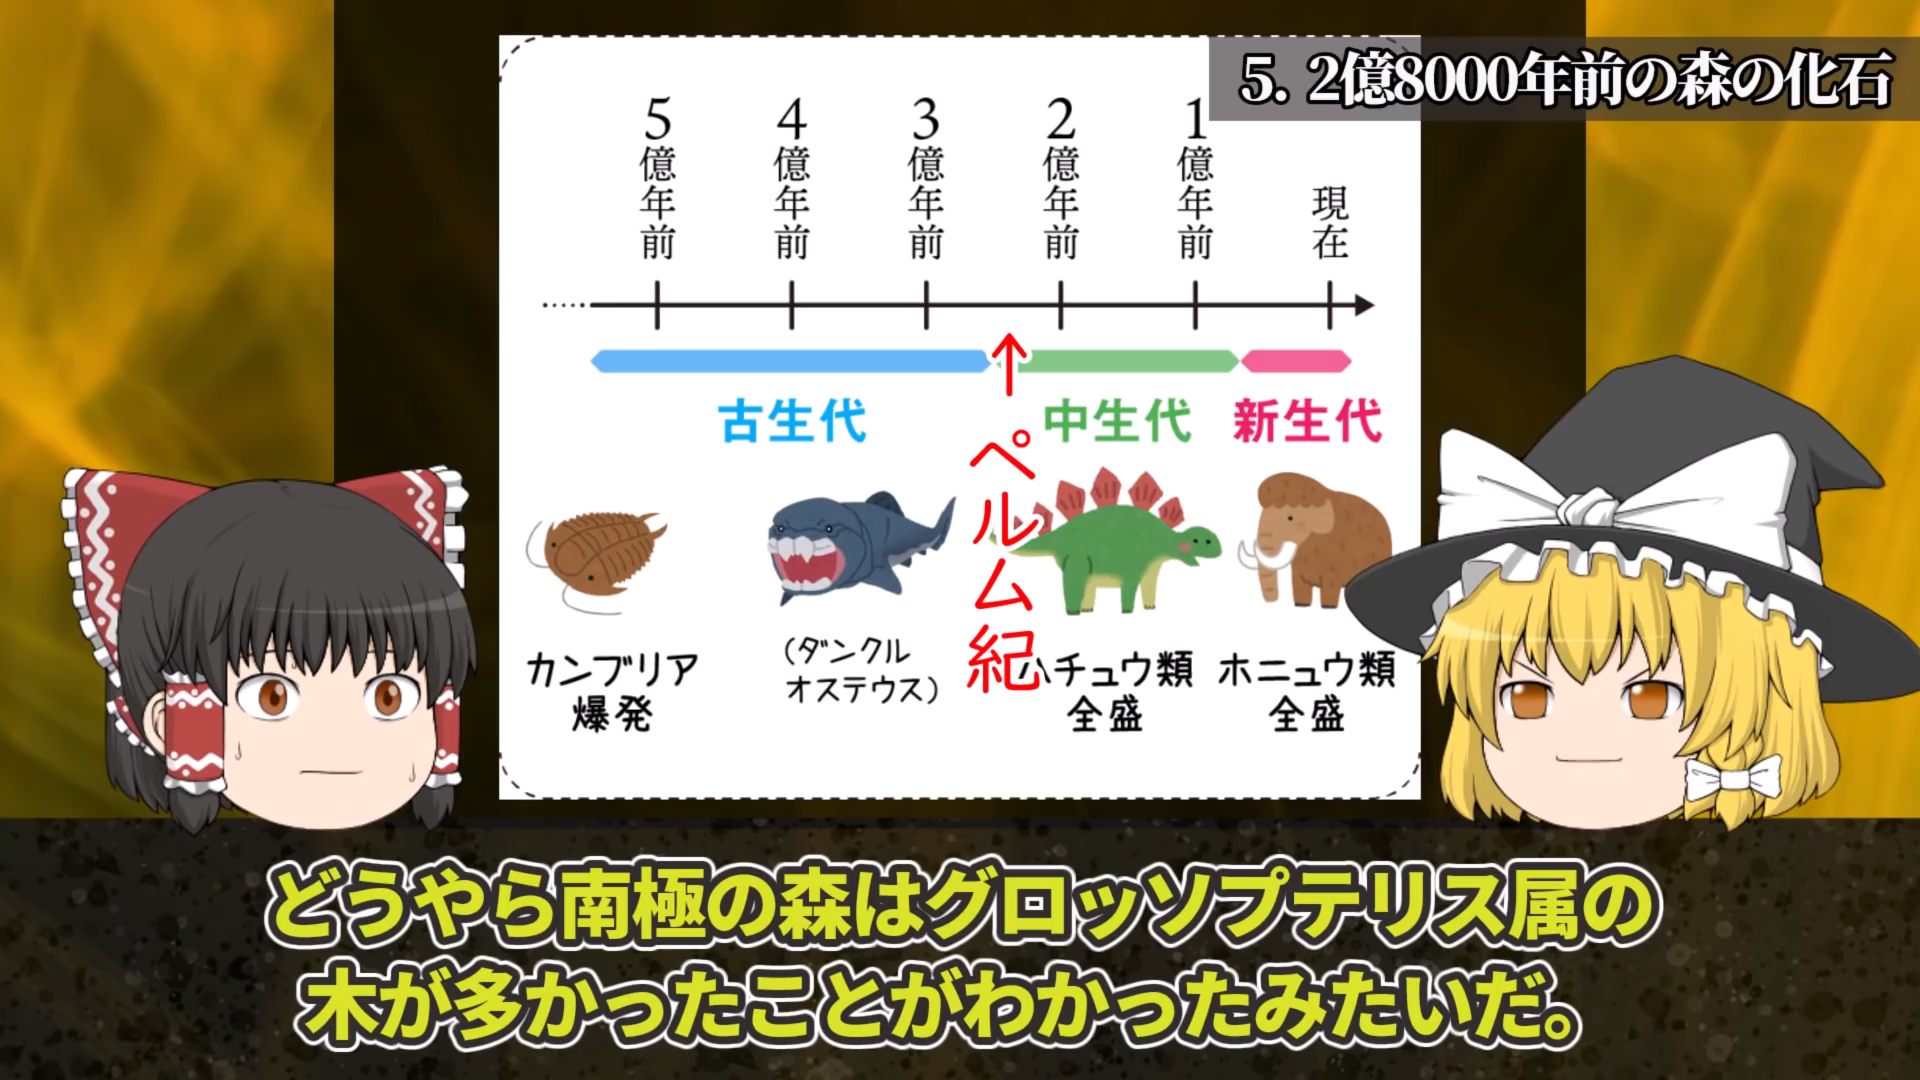 5. 2億8000年前の森の化石
5億年前
4億年前
3億年前
2億年前
1億年前
現在
古生代
中生代
新生代
ペルム紀
カンブリア
爆発
(ダンクル
オステウス)
ハチュウ類
全盛
ホニュウ類
全盛
どうやら南極の森はグロッソプテリス属の
木が多かったことがわかったみたいだ。